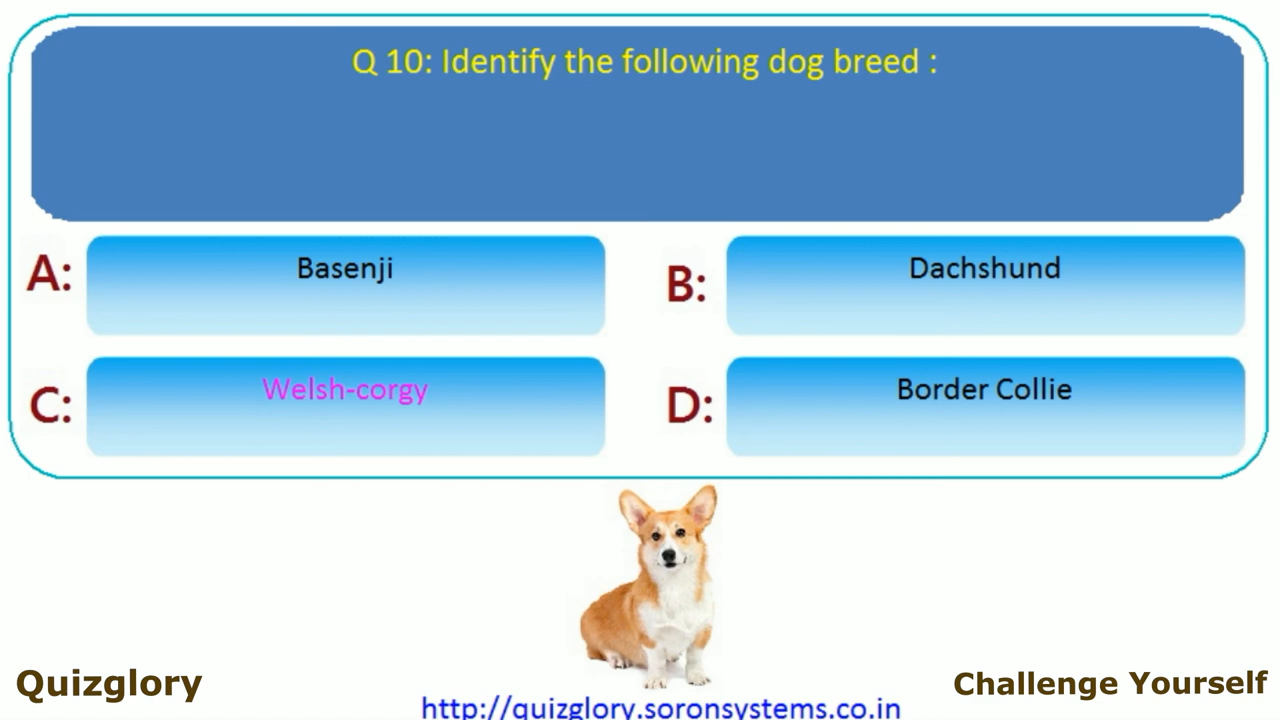 Q 10: Identify the following dog breed :
A: Basenji
B: Dachshund
C: Welsh-corgy
D: Border Collie
Quizglory
Challenge Yourself
http://quizglory.soronsystems.co.in